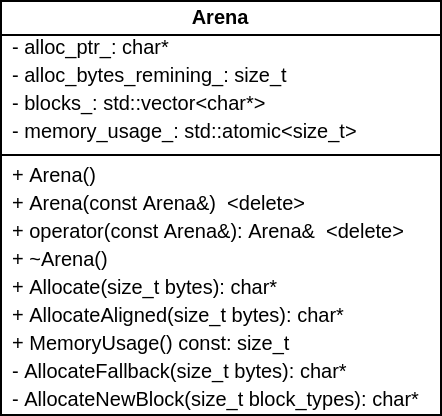 Arena
- alloc_ptr_: char*
- alloc_bytes_remining_: size_t
- blocks_: std::vector<char*>
- memory_usage_: std::atomic<size_t>
+ Arena()
+ Arena(const Arena&)  <delete>
+ operator(const Arena&): Arena&  <delete>
+ ~Arena()
+ Allocate(size_t bytes): char*
+ AllocateAligned(size_t bytes): char*
+ MemoryUsage() const: size_t
- AllocateFallback(size_t bytes): char*
- AllocateNewBlock(size_t block_types): char*